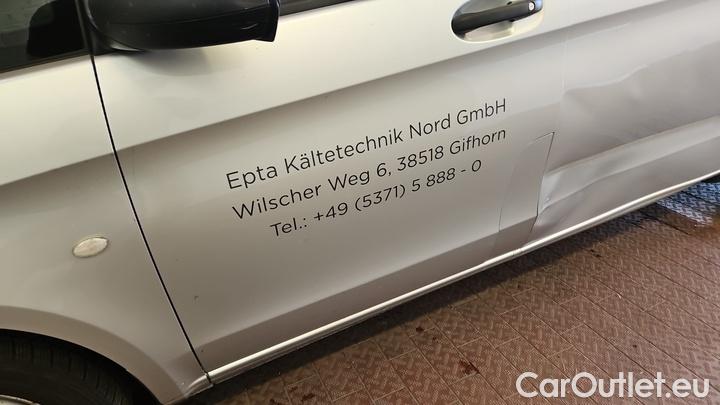 Epta Kältetechnik Nord GmbH
Wilscher Weg 6, 38518 Gifhorn
Tel.: +49 (5371) 5 888 - 0
CarOutlet.eu